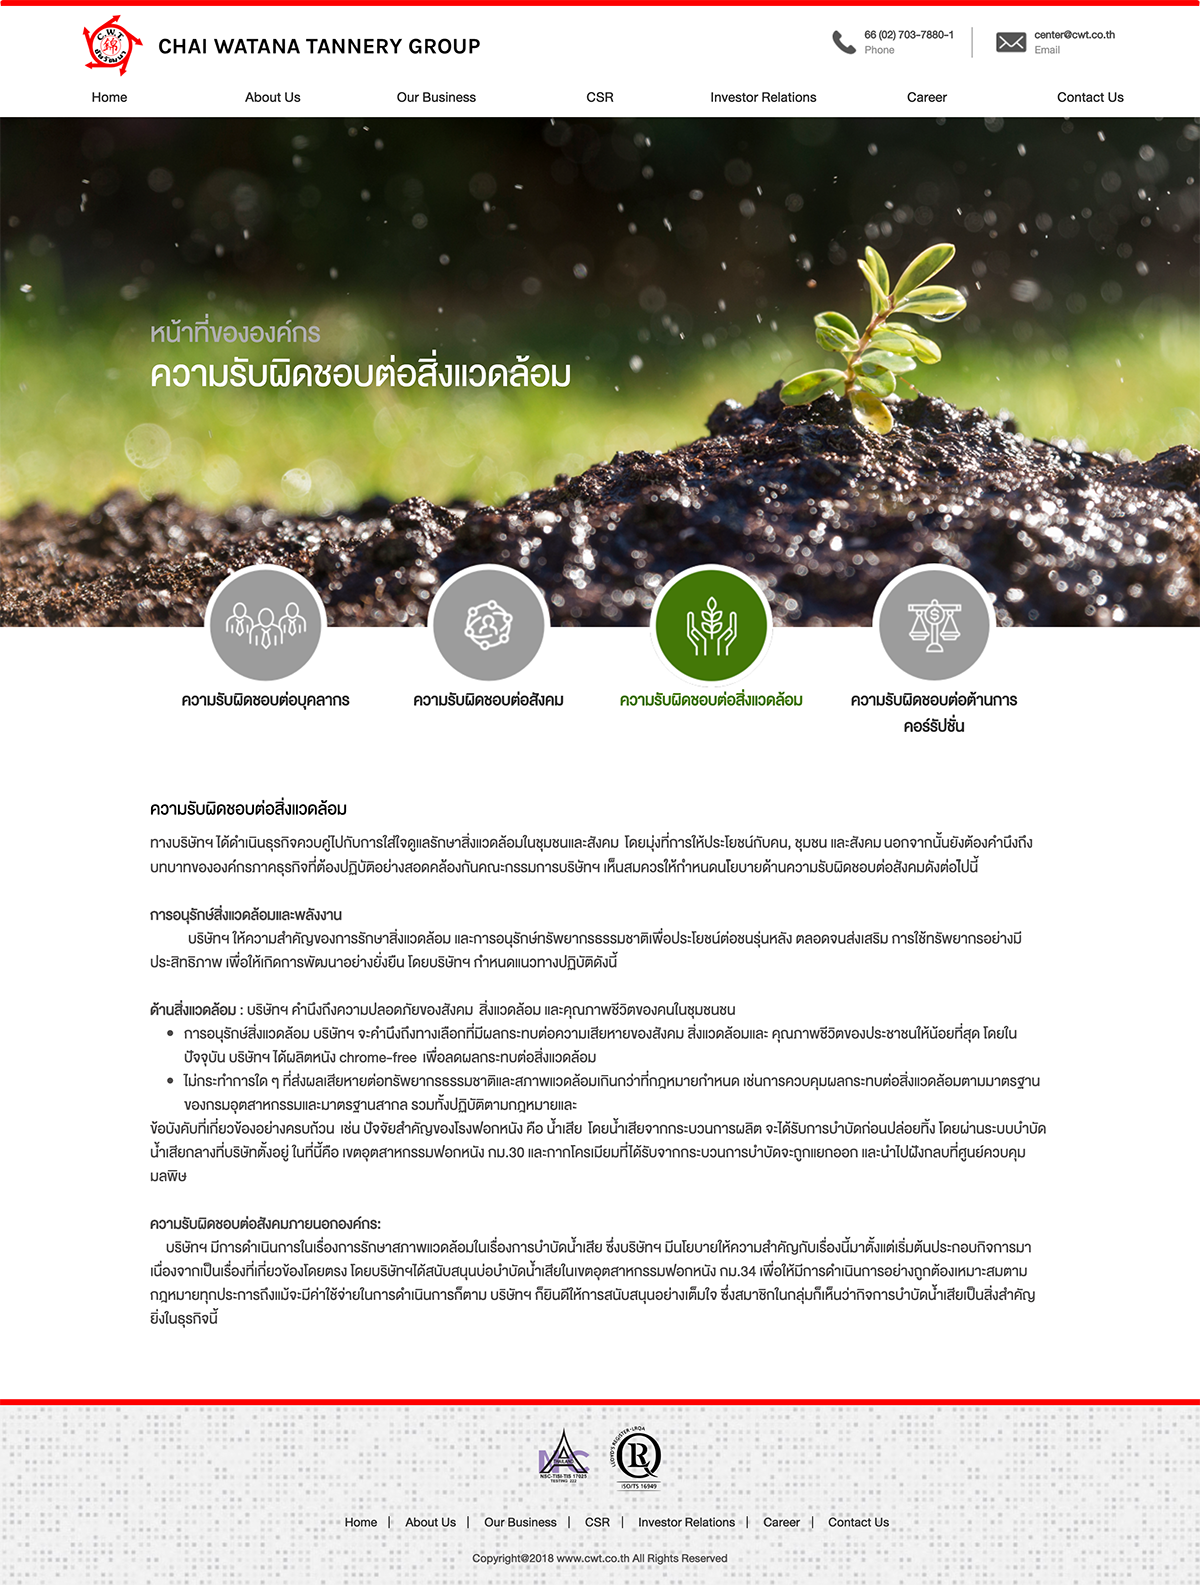 C.W.T.
錦
ชัยวัฒนา
CHAI WATANA TANNERY GROUP
66 (02) 703-7880-1
Phone
center@cwt.co.th
Email
Home
About Us
Our Business
CSR
Investor Relations
Career
Contact Us
หน้าที่ขององค์กร
ความรับผิดชอบต่อสิ่งแวดล้อม
ความรับผิดชอบต่อบุคลากร
ความรับผิดชอบต่อสังคม
ความรับผิดชอบต่อสิ่งแวดล้อม
ความรับผิดชอบต่อต้านการ
คอร์รัปชั่น
ความรับผิดชอบต่อสิ่งแวดล้อม
ทางบริษัทฯ ได้ดำเนินธุรกิจควบคู่ไปกับการใส่ใจดูแลรักษาสิ่งแวดล้อมในชุมชนและสังคม โดยมุ่งที่การให้ประโยชน์กับคน, ชุมชน และสังคม นอกจากนั้นยังต้องคำนึงถึง
บทบาทขององค์กรภาคธุรกิจที่ต้องปฏิบัติอย่างสอดคล้องกันคณะกรรมการบริษัทฯ เห็นสมควรให้กำหนดนโยบายด้านความรับผิดชอบต่อสังคมดังต่อไปนี้
การอนุรักษ์สิ่งแวดล้อมและพลังงาน
บริษัทฯ ให้ความสำคัญของการรักษาสิ่งแวดล้อม และการอนุรักษ์ทรัพยากรธรรมชาติเพื่อประโยชน์ต่อชนรุ่นหลัง ตลอดจนส่งเสริม การใช้ทรัพยากรอย่างมี
ประสิทธิภาพ เพื่อให้เกิดการพัฒนาอย่างยั่งยืน โดยบริษัทฯ กำหนดแนวทางปฏิบัติดังนี้
ด้านสิ่งแวดล้อม : บริษัทฯ คำนึงถึงความปลอดภัยของสังคม สิ่งแวดล้อม และคุณภาพชีวิตของคนในชุมชนชน
• การอนุรักษ์สิ่งแวดล้อม บริษัทฯ จะคำนึงถึงทางเลือกที่มีผลกระทบต่อความเสียหายของสังคม สิ่งแวดล้อมและ คุณภาพชีวิตของประชาชนให้น้อยที่สุด โดยใน
ปัจจุบัน บริษัทฯ ได้ผลิตหนัง chrome-free เพื่อลดผลกระทบต่อสิ่งแวดล้อม
• ไม่กระทำการใด ๆ ที่ส่งผลเสียหายต่อทรัพยากรธรรมชาติและสภาพแวดล้อมเกินกว่าที่กฎหมายกำหนด เช่นการควบคุมผลกระทบต่อสิ่งแวดล้อมตามมาตรฐาน
ของกรมอุตสาหกรรมและมาตรฐานสากล รวมทั้งปฏิบัติตามกฎหมายและ
ข้อบังคับที่เกี่ยวข้องอย่างครบถ้วน เช่น ปัจจัยสำคัญของโรงฟอกหนัง คือ น้ำเสีย โดยน้ำเสียจากกระบวนการผลิต จะได้รับการบำบัดก่อนปล่อยทิ้ง โดยผ่านระบบบำบัด
น้ำเสียกลางที่บริษัทตั้งอยู่ ในที่นี้คือ เขตอุตสาหกรรมฟอกหนัง กม.30 และกากโครเมียมที่ได้รับจากกระบวนการบำบัดจะถูกแยกออก และนำไปฝังกลบที่ศูนย์ควบคุม
มลพิษ
ความรับผิดชอบต่อสังคมภายนอกองค์กร:
บริษัทฯ มีการดำเนินการในเรื่องการรักษาสภาพแวดล้อมในเรื่องการบำบัดน้ำเสีย ซึ่งบริษัทฯ มีนโยบายให้ความสำคัญกับเรื่องนี้มาตั้งแต่เริ่มต้นประกอบกิจการมา
เนื่องจากเป็นเรื่องที่เกี่ยวข้องโดยตรง โดยบริษัทฯได้สนับสนุนบ่อบำบัดน้ำเสียในเขตอุตสาหกรรมฟอกหนัง กม.34 เพื่อให้มีการดำเนินการอย่างถูกต้องเหมาะสมตาม
กฎหมายทุกประการถึงแม้จะมีค่าใช้จ่ายในการดำเนินการก็ตาม บริษัทฯ ก็ยินดีให้การสนับสนุนอย่างเต็มใจ ซึ่งสมาชิกในกลุ่มก็เห็นว่ากิจการบำบัดน้ำเสียเป็นสิ่งสำคัญ
ยิ่งในธุรกิจนี้
THAILAND
NSC-TISI-TIS 17025
TESTING 222
LLOYD'S REGISTER-LRQA
ISO/TS 16949
Home | About Us | Our Business | CSR | Investor Relations | Career | Contact Us
Copyright@2018 www.cwt.co.th All Rights Reserved